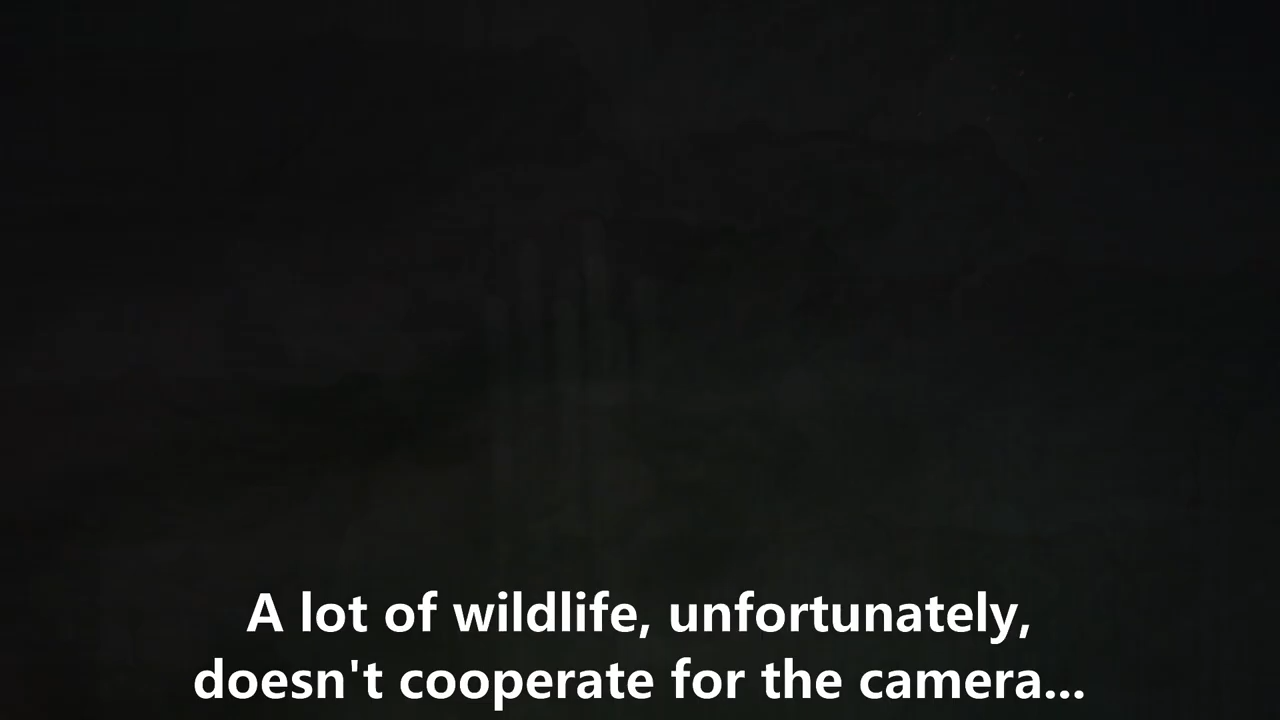 A lot of wildlife, unfortunately,
doesn't cooperate for the camera...